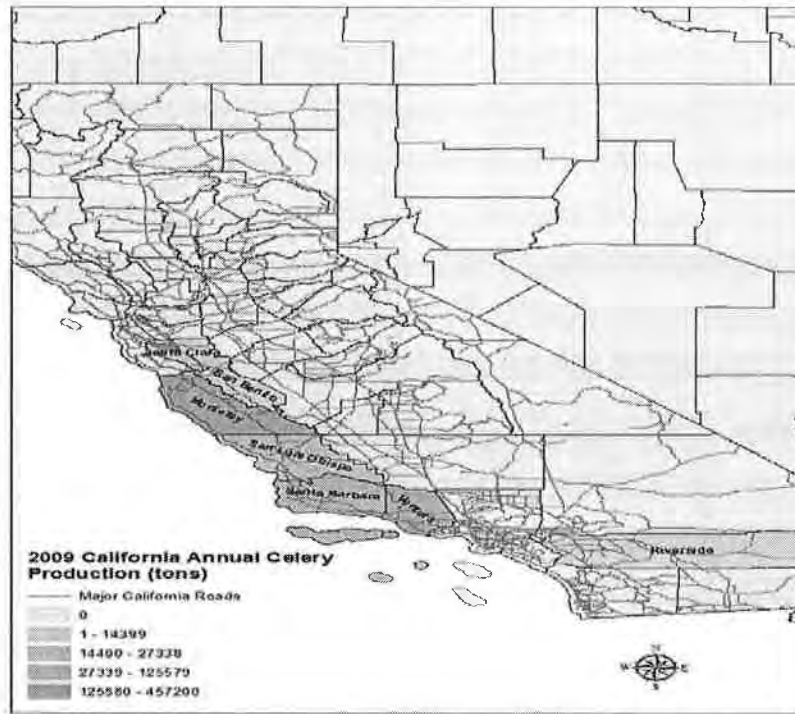 Santa Clara
San Benito
Monterey
San Luis Obispo
Santa Barbara
Ventura
Riverside
2009 California Annual Celery
Production (tons)
Major California Roads
0
1 - 14399
14400 - 27338
27339 - 125579
125580 - 457200
N
W E
S